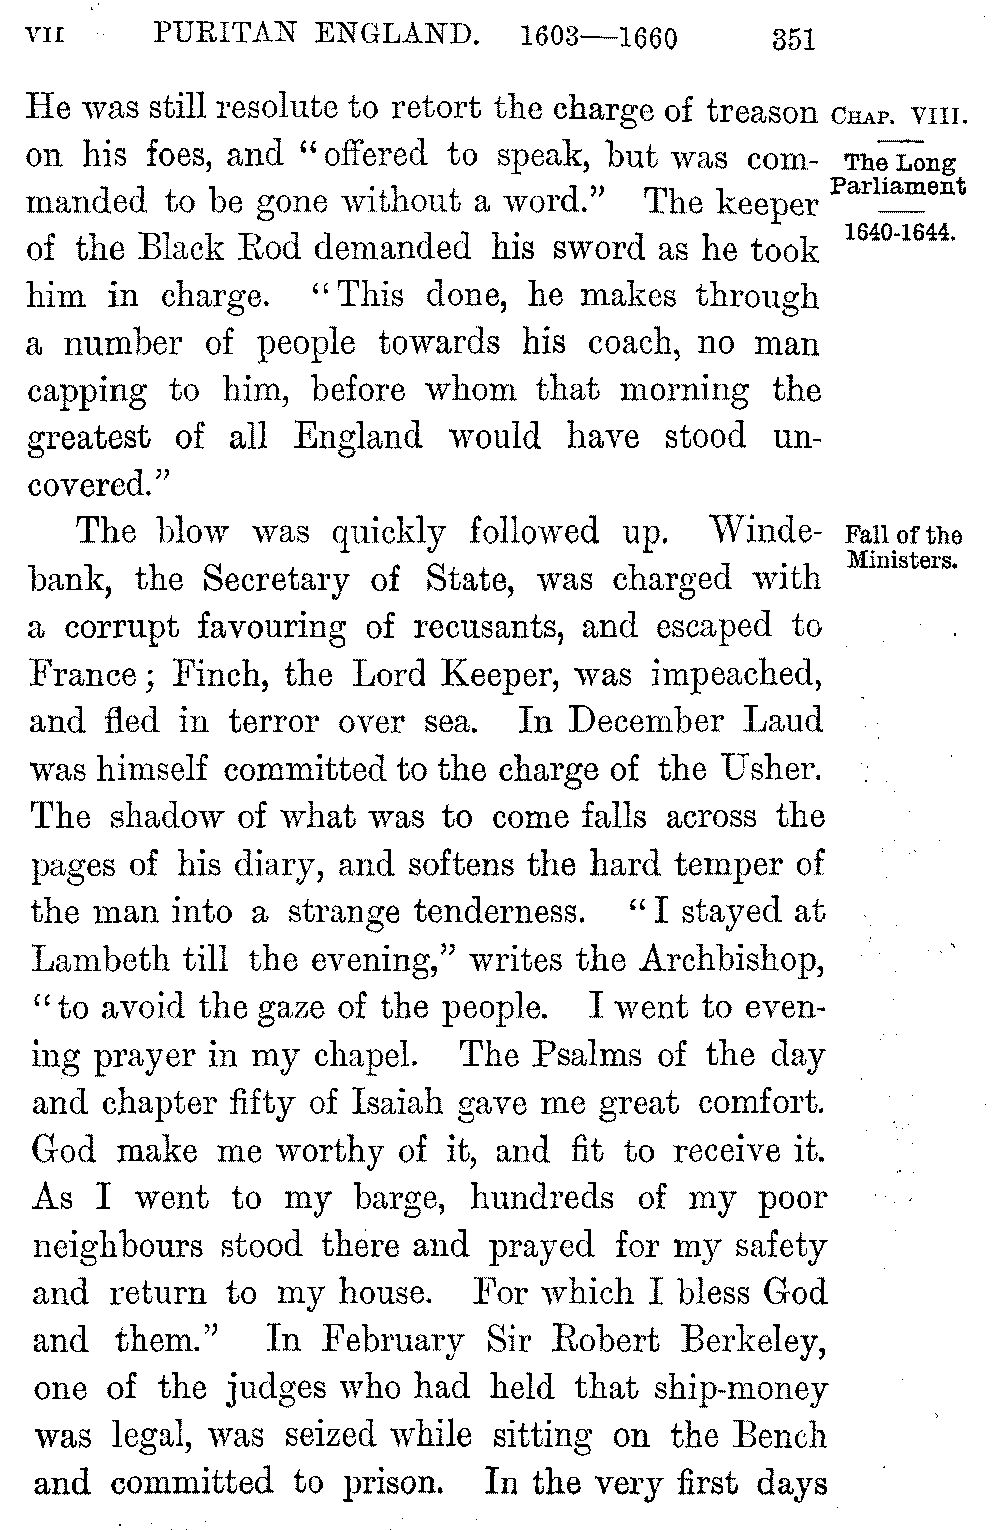 VII PURITAN ENGLAND. 1603—1660 351
He was still resolute to retort the charge of treason
on his foes, and “offered to speak, but was com-
manded to be gone without a word.” The keeper
of the Black Rod demanded his sword as he took
him in charge. “This done, he makes through
a number of people towards his coach, no man
capping to him, before whom that morning the
greatest of all England would have stood un-
covered.”
CHAP. VIII.
The Long
Parliament
1640-1644.
The blow was quickly followed up. Winde-
bank, the Secretary of State, was charged with
a corrupt favouring of recusants, and escaped to
France; Finch, the Lord Keeper, was impeached,
and fled in terror over sea. In December Laud
was himself committed to the charge of the Usher.
The shadow of what was to come falls across the
pages of his diary, and softens the hard temper of
the man into a strange tenderness. “I stayed at
Lambeth till the evening,” writes the Archbishop,
“to avoid the gaze of the people. I went to even-
ing prayer in my chapel. The Psalms of the day
and chapter fifty of Isaiah gave me great comfort.
God make me worthy of it, and fit to receive it.
As I went to my barge, hundreds of my poor
neighbours stood there and prayed for my safety
and return to my house. For which I bless God
and them.” In February Sir Robert Berkeley,
one of the judges who had held that ship-money
was legal, was seized while sitting on the Bench
and committed to prison. In the very first days
Fall of the
Ministers.